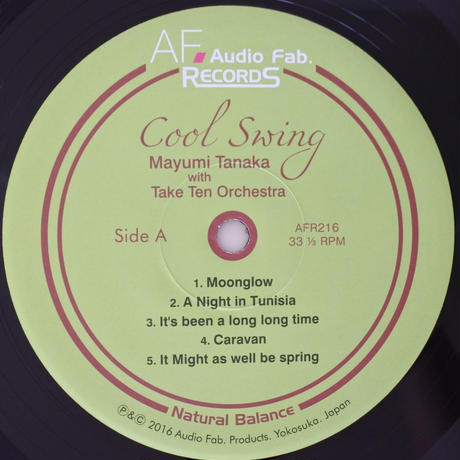 AF Audio Fab.
RECORDS
Cool Swing
Mayumi Tanaka
with
Take Ten Orchestra
Side A
AFR216
33 ⅓ RPM
1. Moonglow
2. A Night in Tunisia
3. It's been a long long time
4. Caravan
5. It Might as well be spring
Natural Balance
℗&© 2016 Audio Fab. Products. Yokosuka. Japan